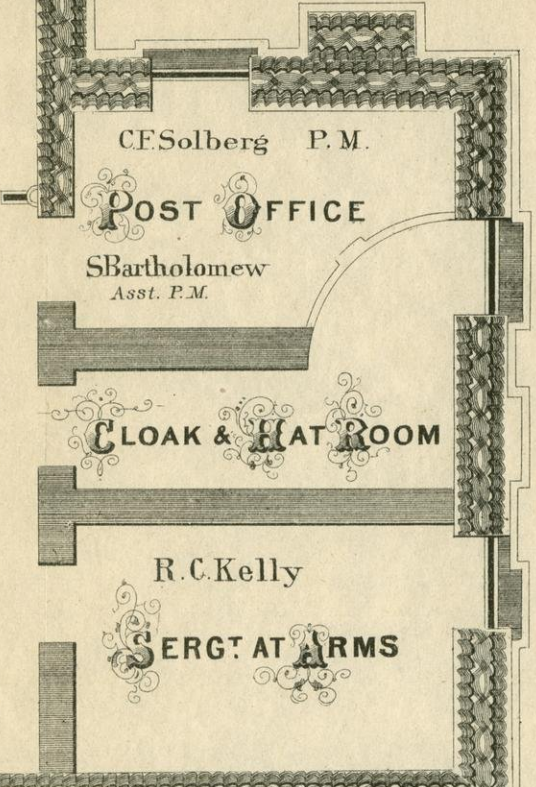 C.F.Solberg P.M.
POST OFFICE
S Bartholomew
Asst. P.M.
CLOAK & HAT ROOM
R.C.Kelly
SERGT. AT ARMS